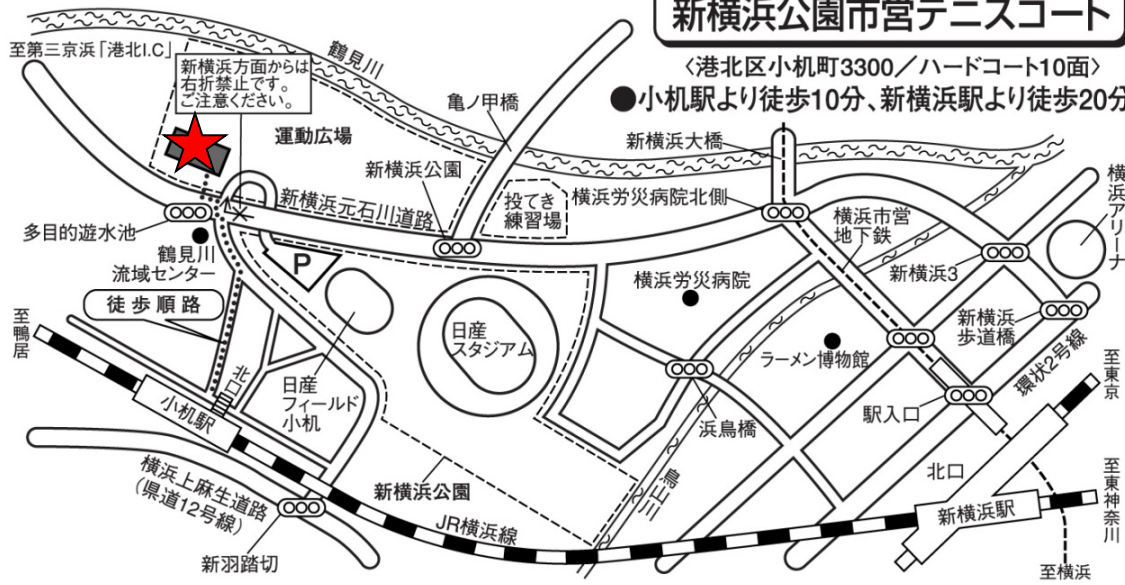 新横浜公園市営テニスコート
〈港北区小机町3300／ハードコート10面〉
●小机駅より徒歩10分、新横浜駅より徒歩20分
至第三京浜「港北I.C」
新横浜方面からは
右折禁止です。
ご注意ください。
鶴見川
運動広場
亀ノ甲橋
新横浜公園
新横浜元石川道路
投てき
練習場
新横浜大橋
横浜労災病院北側
横浜市営
地下鉄
横浜アリーナ
新横浜3
多目的遊水池
鶴見川
流域センター
P
徒歩順路
横浜労災病院
日産
スタジアム
ラーメン博物館
新横浜
歩道橋
環状2号線
至鴨居
北口
小机駅
日産
フィールド
小机
浜鳥橋
駅入口
至東京
鳥山川
北口
新横浜駅
至東神奈川
横浜上麻生道路
(県道12号線)
新横浜公園
JR横浜線
新羽踏切
至横浜